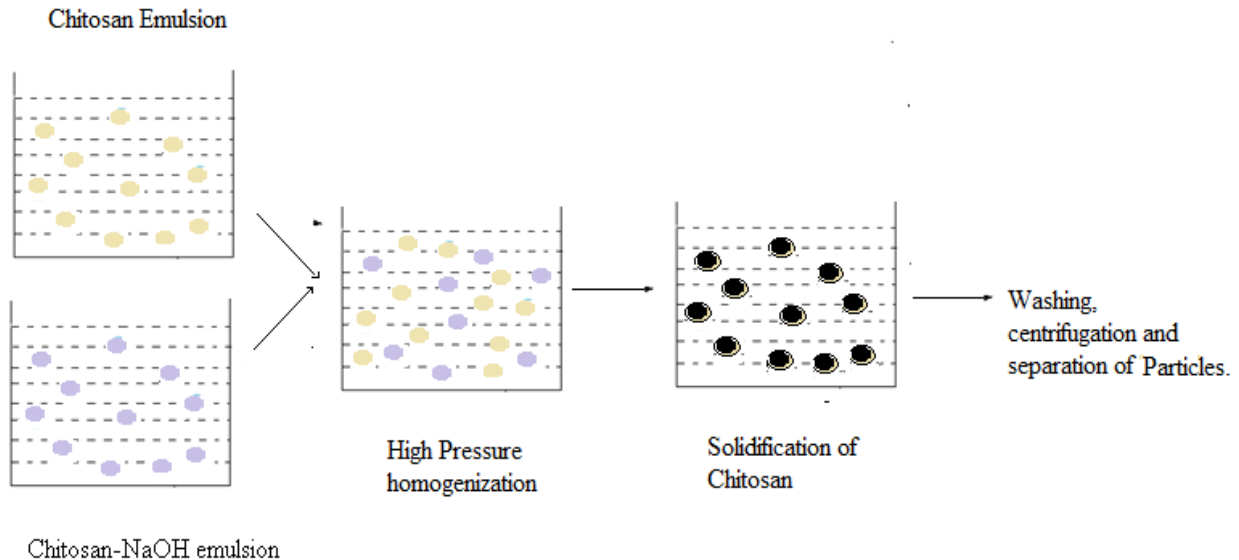 Chitosan Emulsion
Chitosan-NaOH emulsion
High Pressure
homogenization
Solidification of
Chitosan
Washing,
centrifugation and
separation of Particles.